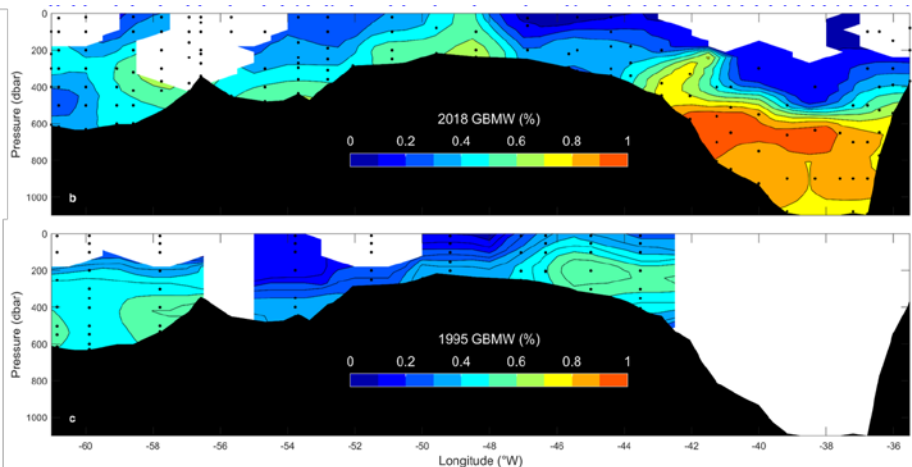 0
200
400
600
800
1000
Pressure (dbar)
2018 GBMW (%)
0 0.2 0.4 0.6 0.8 1
b
0
200
400
600
800
1000
Pressure (dbar)
1995 GBMW (%)
0 0.2 0.4 0.6 0.8 1
c
-60 -58 -56 -54 -52 -50 -48 -46 -44 -42 -40 -38 -36
Longitude (°W)